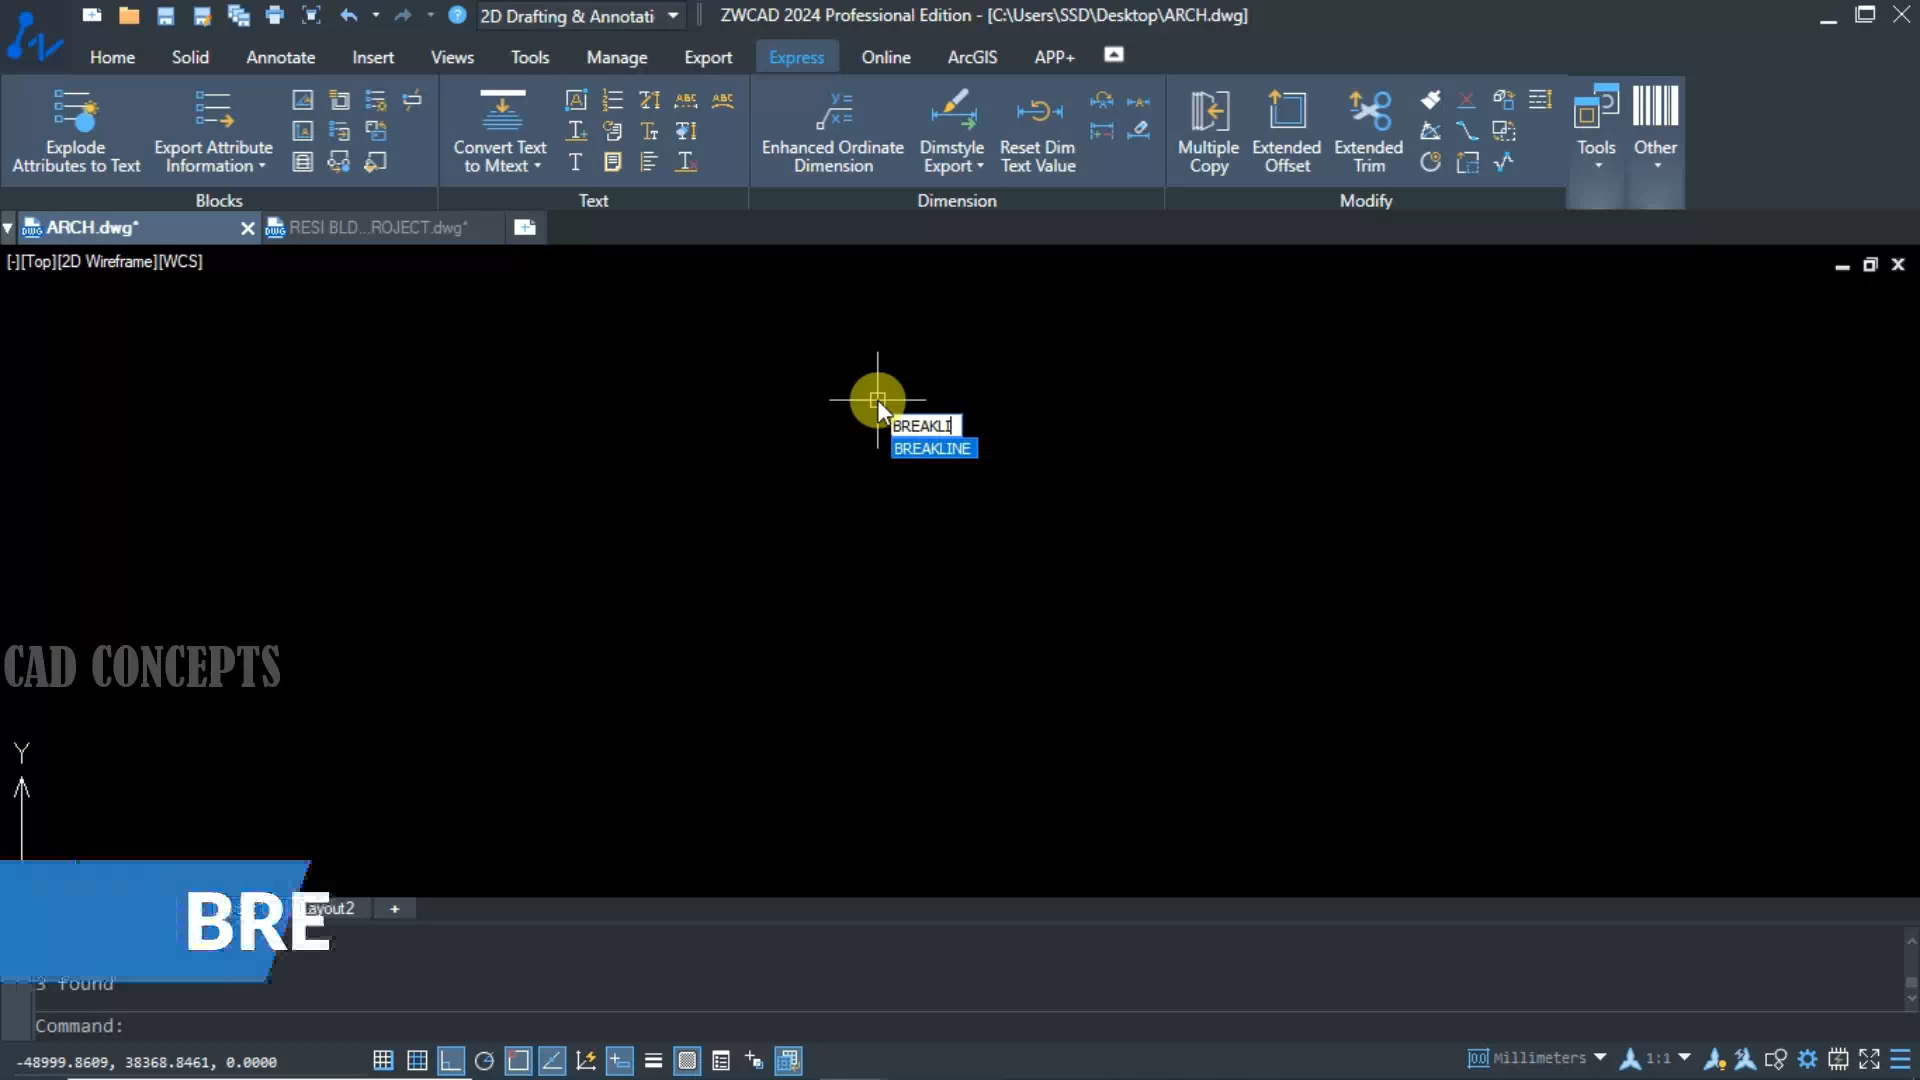 2D Drafting & Annotati
ZWCAD 2024 Professional Edition - [C:\Users\SSD\Desktop\ARCH.dwg]
Home Solid Annotate Insert Views Tools Manage Export Express Online ArcGIS APP+
Explode
Attributes to Text
Export Attribute
Information
Convert Text
to Mtext
Enhanced Ordinate
Dimension
Dimstyle
Export
Reset Dim
Text Value
Multiple
Copy
Extended
Offset
Extended
Trim
Tools
Other
Blocks Text Dimension Modify
ARCH.dwg*
RESI BLD...ROJECT.dwg*
[-][Top][2D Wireframe][WCS]
BREAKLI
BREAKLINE
CAD CONCEPTS
Y
BRE
ayout2 +
3 found
Command:
-48999.8609, 38368.8461, 0.0000
Millimeters
1:1